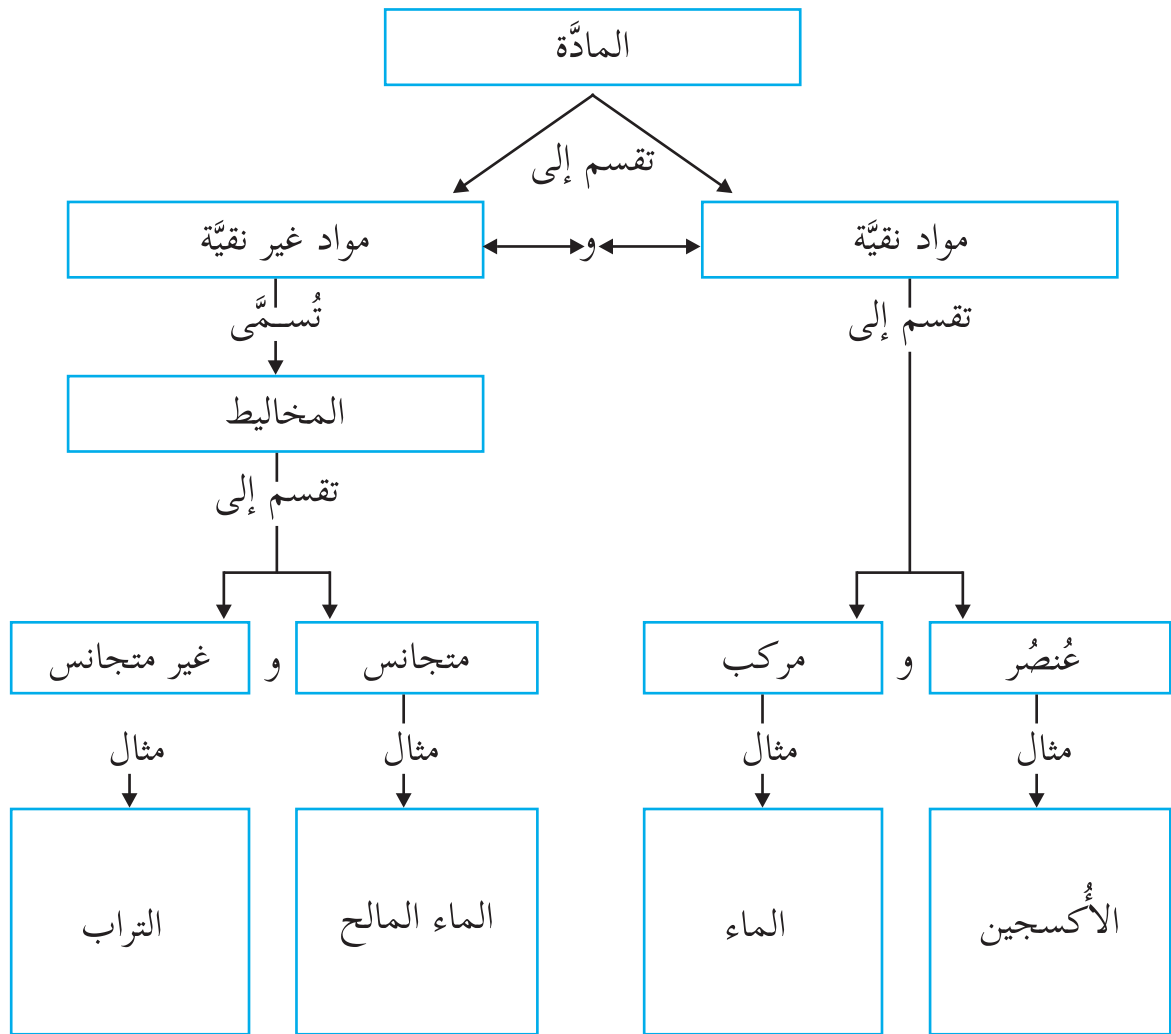 المادَّة
تقسم إلى
مواد نقيَّة و مواد غير نقيَّة
تقسم إلى تُسمَّى
المخاليط
تقسم إلى
عُنصُر و مركب متجانس و غير متجانس
مثال مثال مثال مثال
الأُكسجين الماء الماء المالح التراب